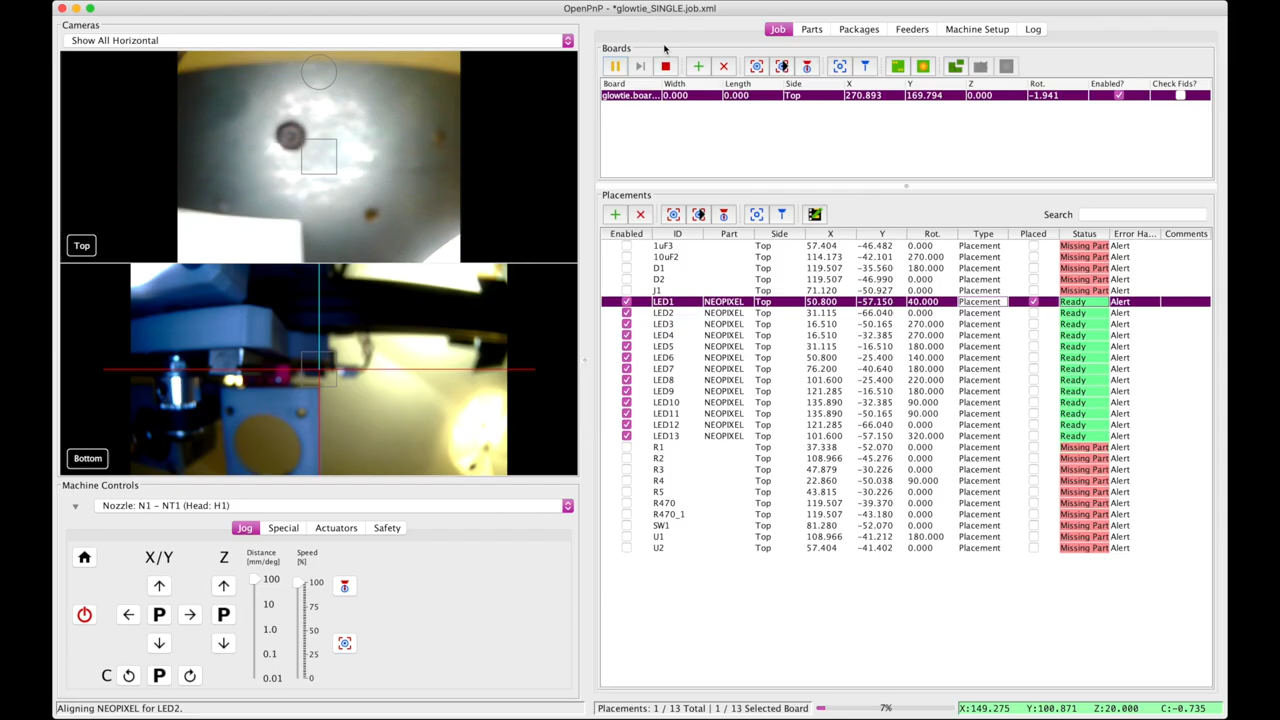 OpenPnP - *glowtie_SINGLE.job.xml
Cameras
Show All Horizontal
Top
Bottom
Machine Controls
Nozzle: N1 - NT1 (Head: H1)
Jog Special Actuators Safety
X/Y Z Distance [mm/deg] Speed [%]
100 100
10 75
P P 1.0 50
0.1 25
C P 0.01 0
Aligning NEOPIXEL for LED2.
Job Parts Packages Feeders Machine Setup Log
Boards
Board Width Length Side X Y Z Rot. Enabled? Check Fids?
glowtie.boar... 0.000 0.000 Top 270.893 169.794 0.000 -1.941
Placements
Search
Enabled ID Part Side X Y Rot. Type Placed Status Error Ha... Comments
1uF3 Top 57.404 -46.482 0.000 Placement Missing Part Alert
10uF2 Top 114.173 -42.101 270.000 Placement Missing Part Alert
D1 Top 119.507 -35.560 180.000 Placement Missing Part Alert
D2 Top 119.507 -46.990 0.000 Placement Missing Part Alert
J1 Top 71.120 -50.927 0.000 Placement Missing Part Alert
LED1 NEOPIXEL Top 50.800 -57.150 40.000 Placement Ready Alert
LED2 NEOPIXEL Top 31.115 -66.040 0.000 Placement Ready Alert
LED3 NEOPIXEL Top 16.510 -50.165 270.000 Placement Ready Alert
LED4 NEOPIXEL Top 16.510 -32.385 270.000 Placement Ready Alert
LED5 NEOPIXEL Top 31.115 -16.510 180.000 Placement Ready Alert
LED6 NEOPIXEL Top 50.800 -25.400 140.000 Placement Ready Alert
LED7 NEOPIXEL Top 76.200 -40.640 180.000 Placement Ready Alert
LED8 NEOPIXEL Top 101.600 -25.400 220.000 Placement Ready Alert
LED9 NEOPIXEL Top 121.285 -16.510 180.000 Placement Ready Alert
LED10 NEOPIXEL Top 135.890 -32.385 90.000 Placement Ready Alert
LED11 NEOPIXEL Top 135.890 -50.165 90.000 Placement Ready Alert
LED12 NEOPIXEL Top 121.285 -66.040 0.000 Placement Ready Alert
LED13 NEOPIXEL Top 101.600 -57.150 320.000 Placement Ready Alert
R1 Top 37.338 -52.070 0.000 Placement Missing Part Alert
R2 Top 108.966 -45.276 0.000 Placement Missing Part Alert
R3 Top 47.879 -30.226 0.000 Placement Missing Part Alert
R4 Top 22.860 -50.038 90.000 Placement Missing Part Alert
R5 Top 43.815 -30.226 0.000 Placement Missing Part Alert
R470 Top 119.507 -39.370 0.000 Placement Missing Part Alert
R470_1 Top 119.507 -43.180 0.000 Placement Missing Part Alert
SW1 Top 81.280 -52.070 0.000 Placement Missing Part Alert
U1 Top 108.966 -41.212 180.000 Placement Missing Part Alert
U2 Top 57.404 -41.402 0.000 Placement Missing Part Alert
Placements: 1 / 13 Total | 1 / 13 Selected Board 7% X:149.275 Y:100.871 Z:20.000 C:-0.735